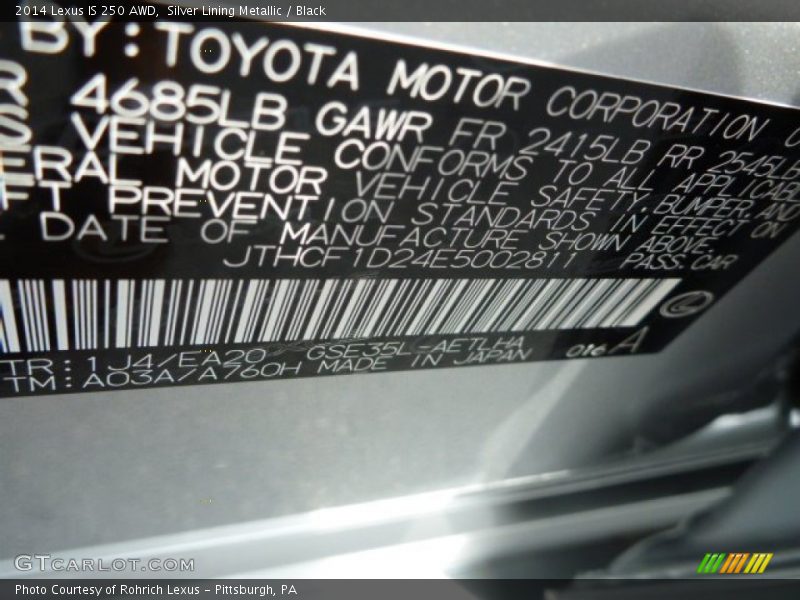 2014 Lexus IS 250 AWD, Silver Lining Metallic / Black
BY: TOYOTA MOTOR CORPORATION
R 4685LB GAWR FR 2415LB RR 2545LB
S VEHICLE CONFORMS TO ALL APPLICABLE
ERAL MOTOR VEHICLE SAFETY, BUMPER, AND
FT PREVENTION STANDARDS IN EFFECT ON
DATE OF MANUFACTURE SHOWN ABOVE.
JTHCF1D24E5002811 PASS CAR
TR: 1J4/EA20 GSE35L-AETLHA
TM: A03A/A760H MADE IN JAPAN 016 A
GTCARLOT.COM
Photo Courtesy of Rohrich Lexus - Pittsburgh, PA